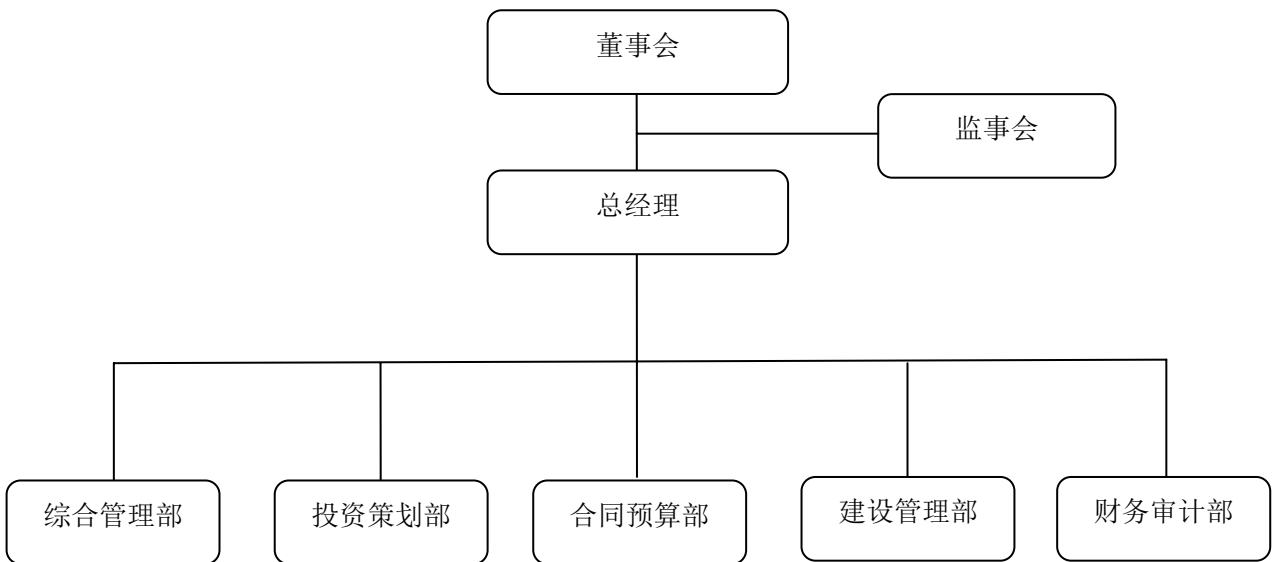 董事会
监事会
总经理
综合管理部
投资策划部
合同预算部
建设管理部
财务审计部